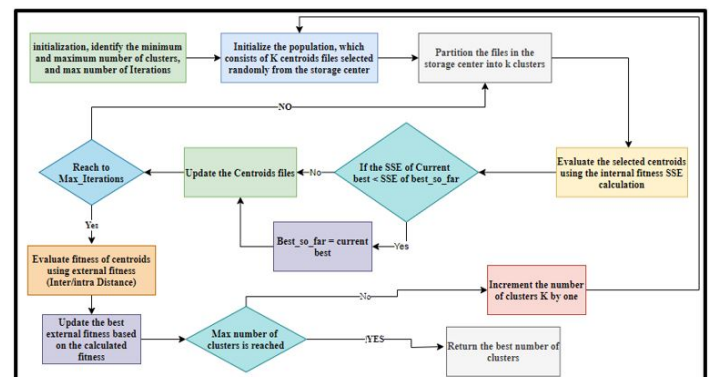 initialization, identify the minimum
and maximum number of clusters,
and max number of Iterations
Initialize the population, which
consists of K centroids files selected
randomly from the storage center
Partition the files in the
storage center into k clusters
NO
Reach to
Max_Iterations
Update the Centroids files
No
If the SSE of Current
best < SSE of best_so_far
Evaluate the selected centroids
using the internal fitness SSE
calculation
Yes
Best_so_far = current
best
Yes
Evaluate fitness of centroids
using external fitness
(Inter/intra Distance)
No
Increment the number
of clusters K by one
Update the best
external fitness based
on the calculated
fitness
Max number of
clusters is reached
YES
Return the best number of
clusters